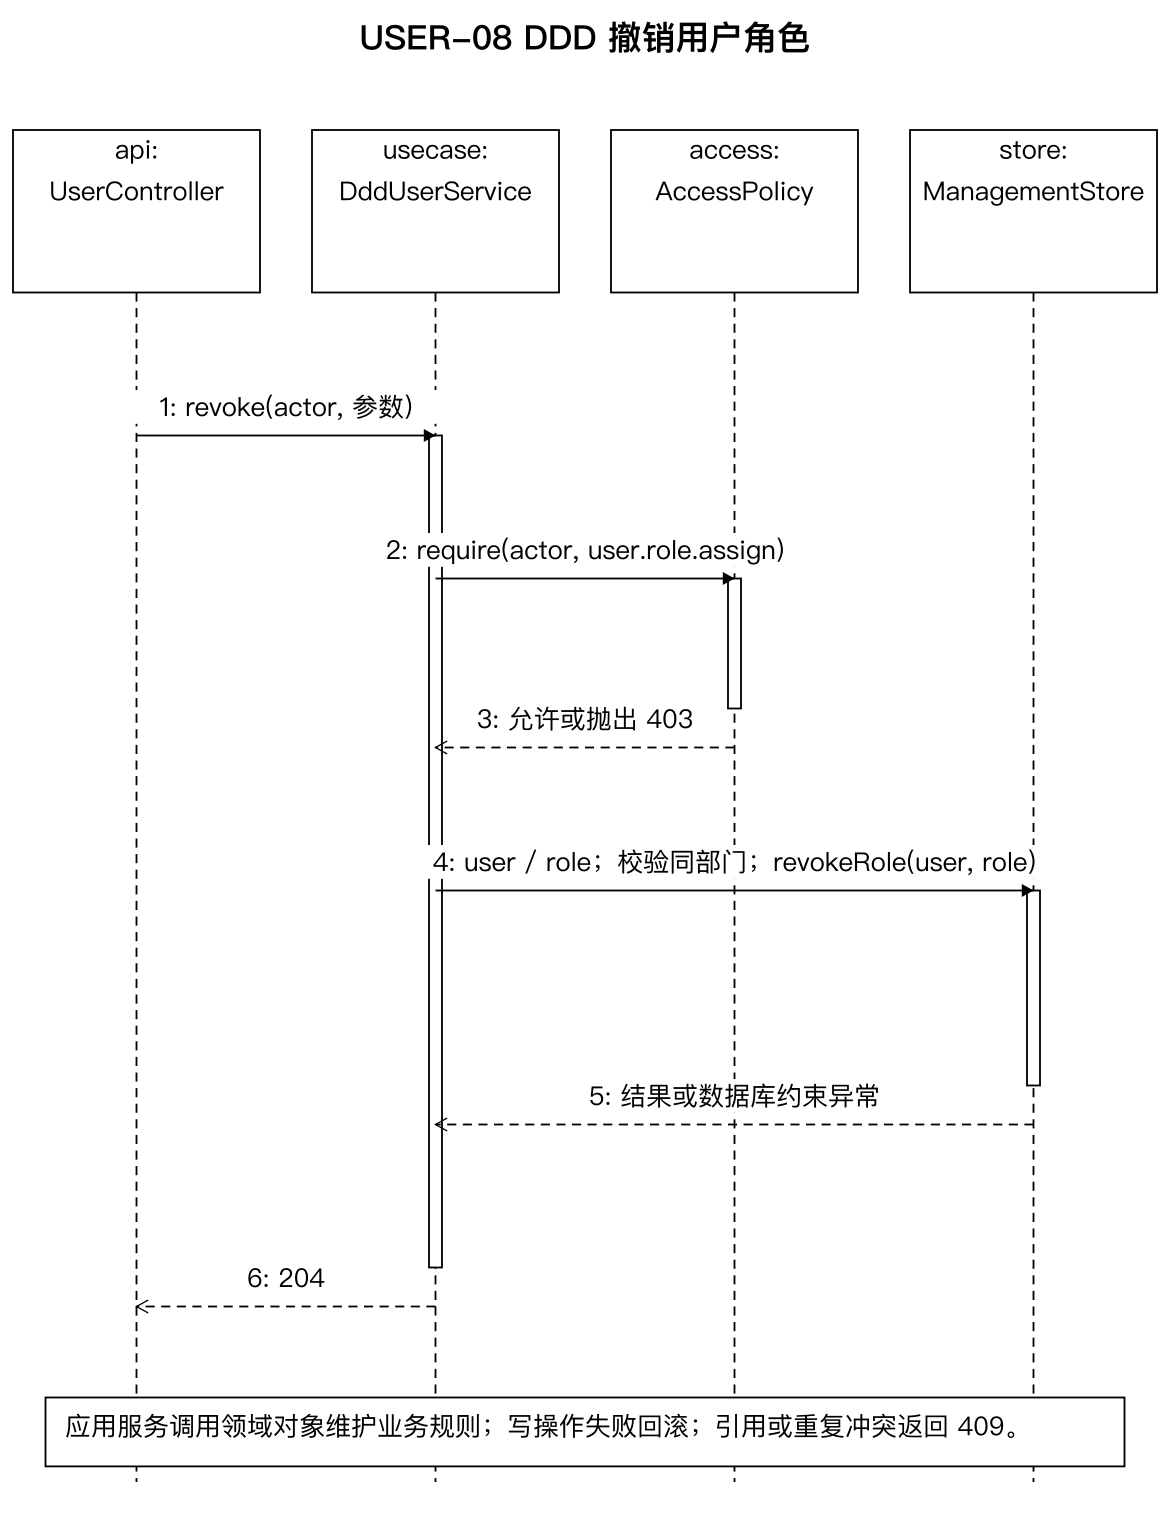 USER-08 DDD 撤销用户角色
api:
UserController
usecase:
DddUserService
access:
AccessPolicy
store:
ManagementStore
1: revoke(actor, 参数)
2: require(actor, user.role.assign)
3: 允许或抛出 403
4: user / role；校验同部门；revokeRole(user, role)
5: 结果或数据库约束异常
6: 204
应用服务调用领域对象维护业务规则；写操作失败回滚；引用或重复冲突返回 409。